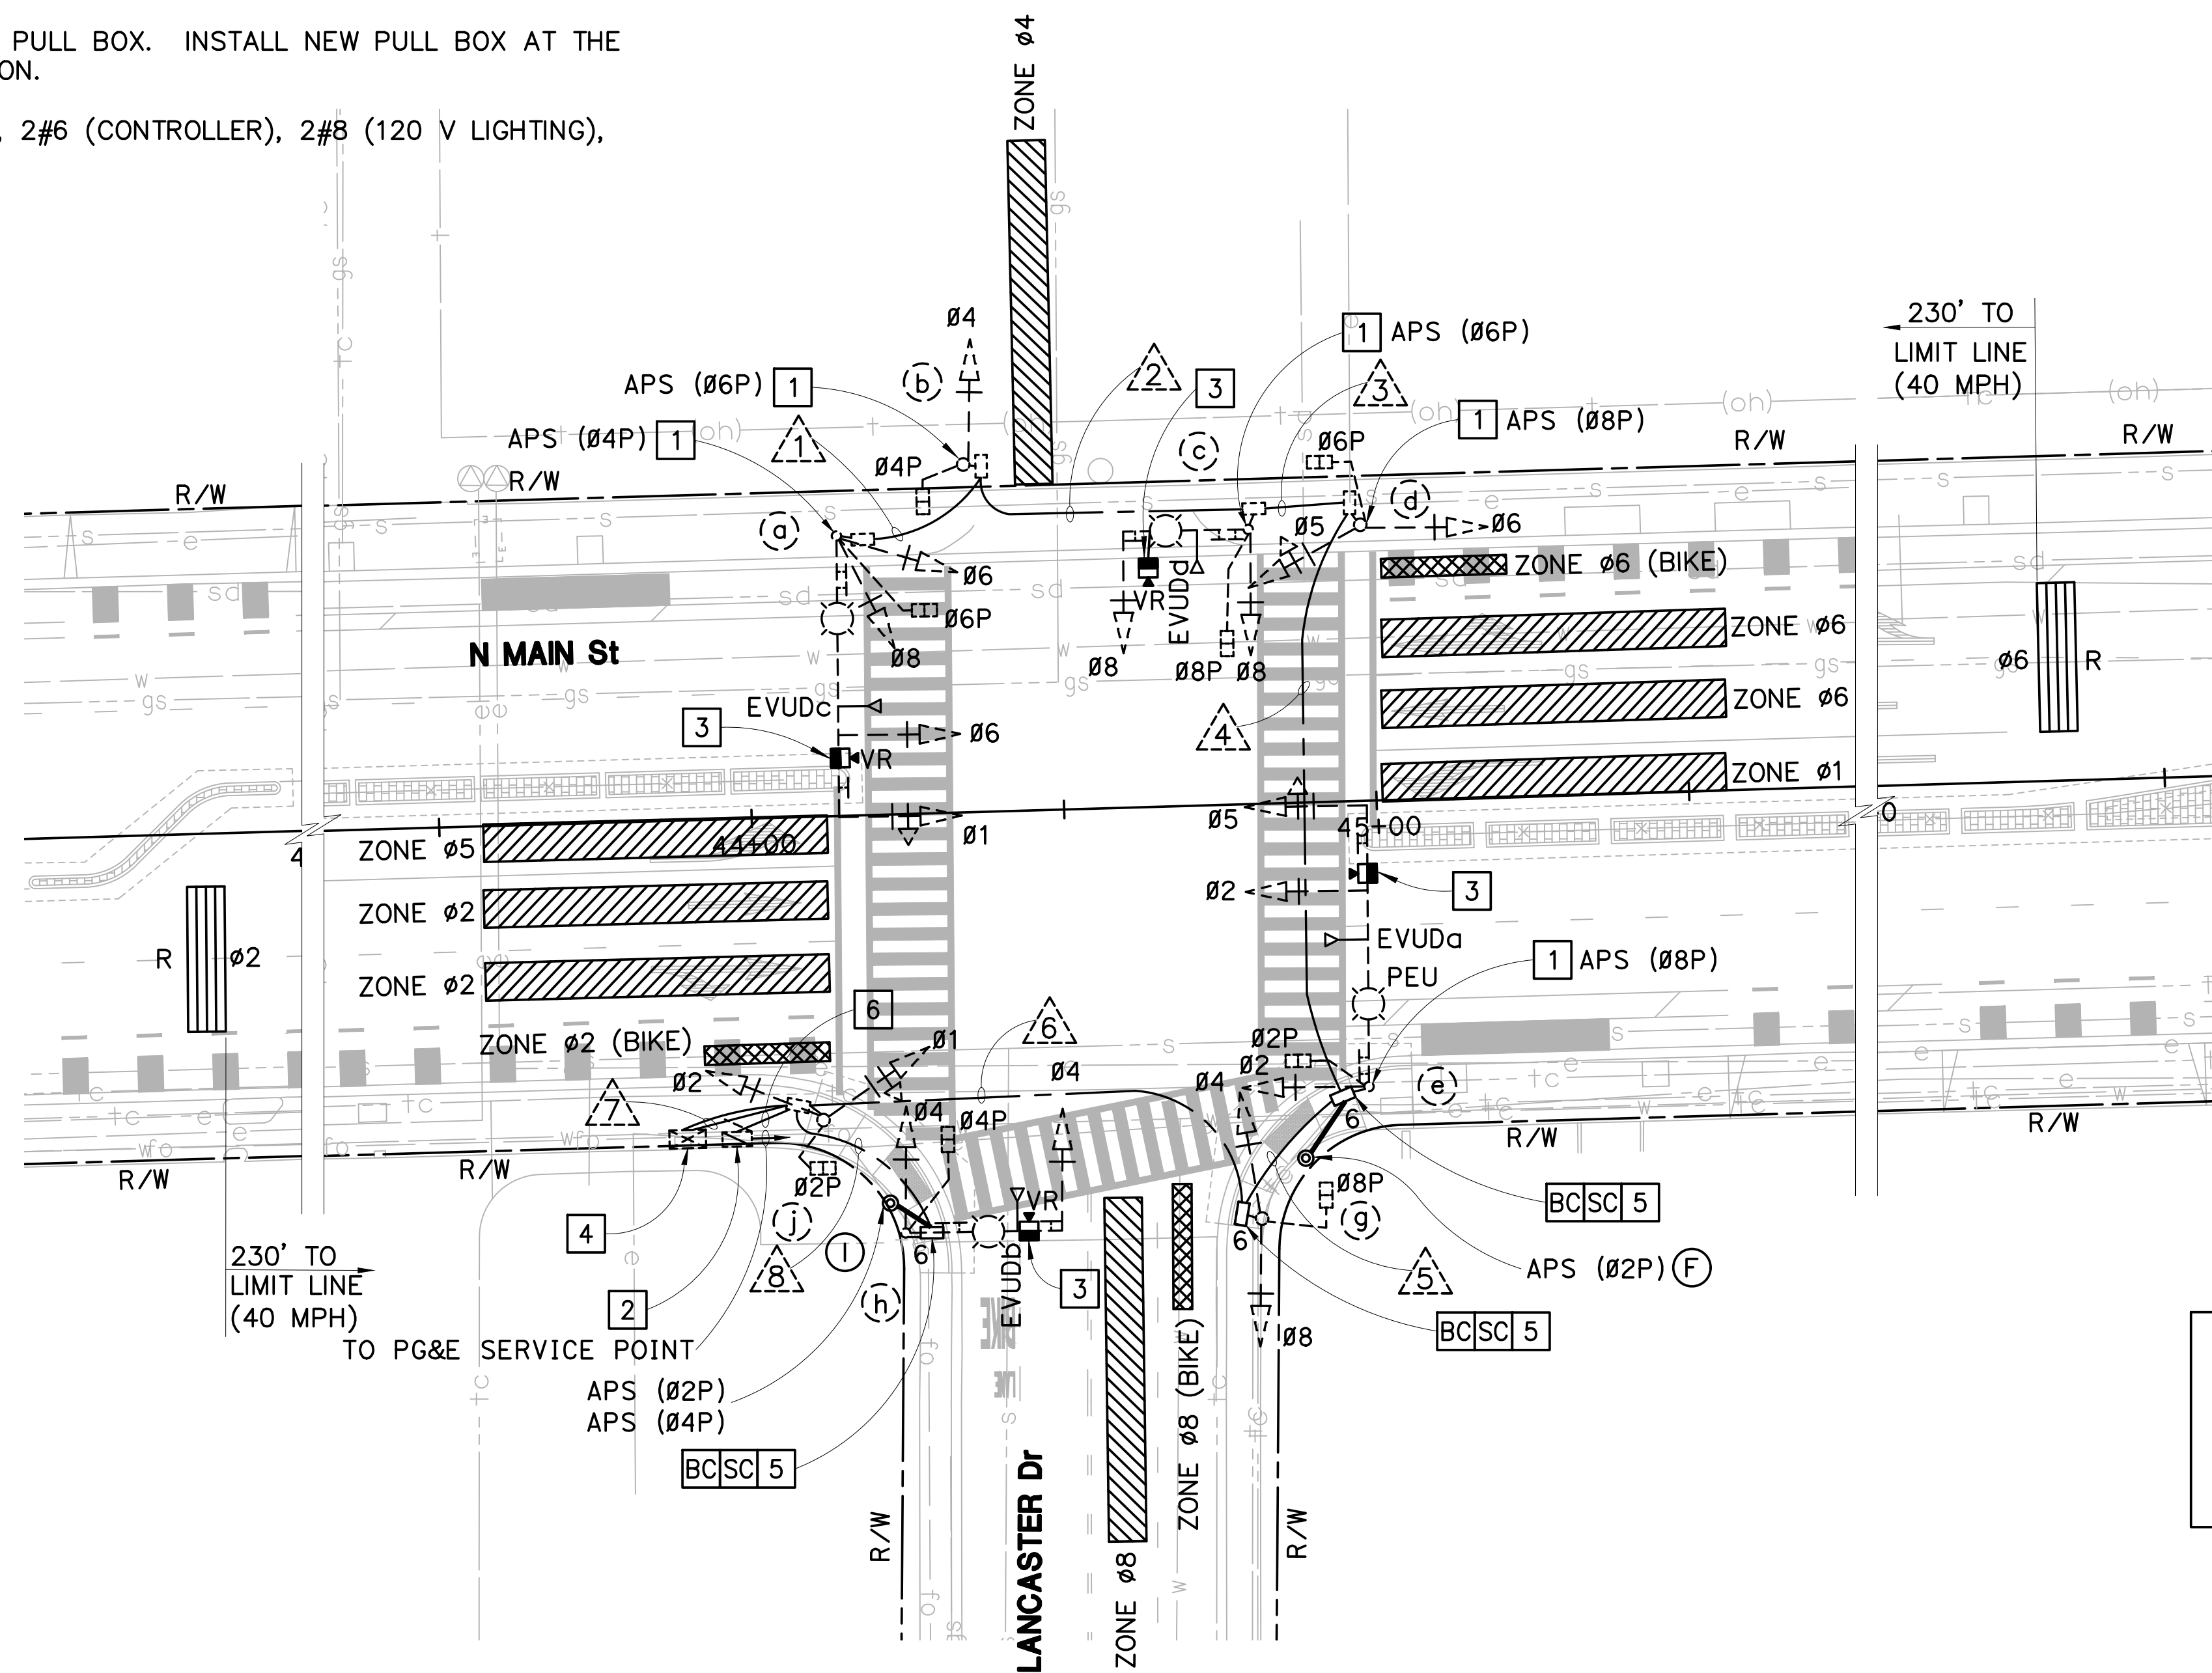 PULL BOX.  INSTALL NEW PULL BOX AT THE
ON.
, 2#6 (CONTROLLER), 2#8 (120 V LIGHTING),
ZONE ø4
Ø4
b
APS (Ø6P) 1
APS (Ø4P) 1
1
2
3
1 APS (Ø6P)
3
1 APS (Ø8P)
230' TO
LIMIT LINE
(40 MPH)
R/W
R/W
R/W
R/W
Ø4P
c
Ø6P
d
a
Ø5
Ø6
Ø6
Ø6P
Ø8
VR
EVUDd
Ø8
Ø8P
Ø8
ZONE ø6 (BIKE)
ZONE ø6
ZONE ø6
ZONE ø1
ø6
R
N MAIN St
EVUDc
3
Ø6
VR
4
Ø1
Ø5
45+00
0
4
ZONE ø5
44+00
ZONE ø2
ZONE ø2
R
ø2
Ø2
3
EVUDa
PEU
1 APS (Ø8P)
6
6
ZONE ø2 (BIKE)
Ø2
7
Ø1
Ø4
Ø4
Ø4P
Ø4
Ø2P
Ø2
e
6
R/W
R/W
R/W
R/W
Ø2P
j
I
8
h
6
VR
EVUDb
3
6
Ø8P
g
5
BC SC 5
APS (Ø2P) F
BC SC 5
Ø8
4
2
230' TO
LIMIT LINE
(40 MPH)
TO PG&E SERVICE POINT
APS (Ø2P)
APS (Ø4P)
BC SC 5
BIKE
R/W
R/W
LANCASTER Dr
ZONE ø8
ZONE ø8 (BIKE)